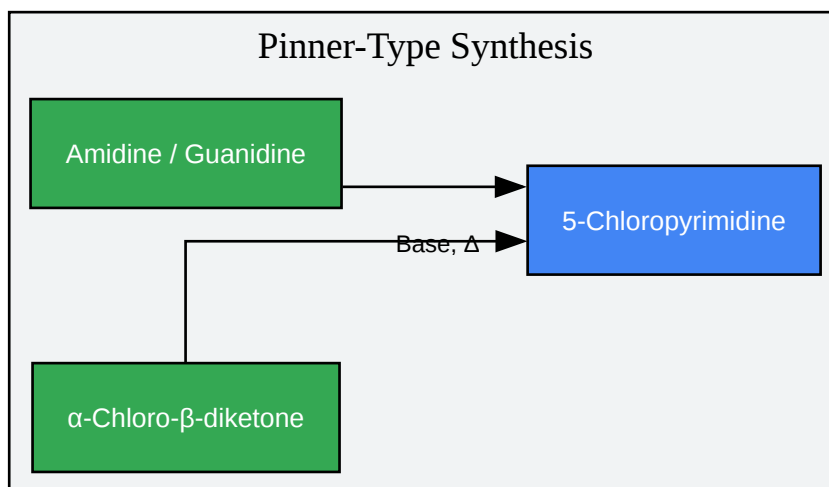 Pinner-Type Synthesis
Amidine / Guanidine
5-Chloropyrimidine
Base, Δ
α-Chloro-β-diketone